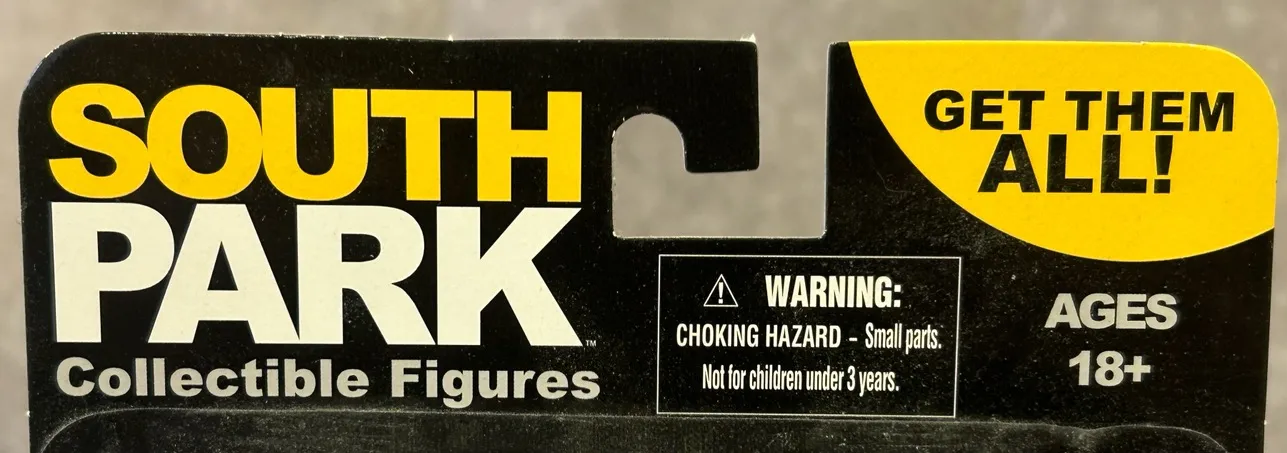 SOUTH
PARK™
Collectible Figures
GET THEM
ALL!
⚠ WARNING:
CHOKING HAZARD – Small parts.
Not for children under 3 years.
AGES
18+